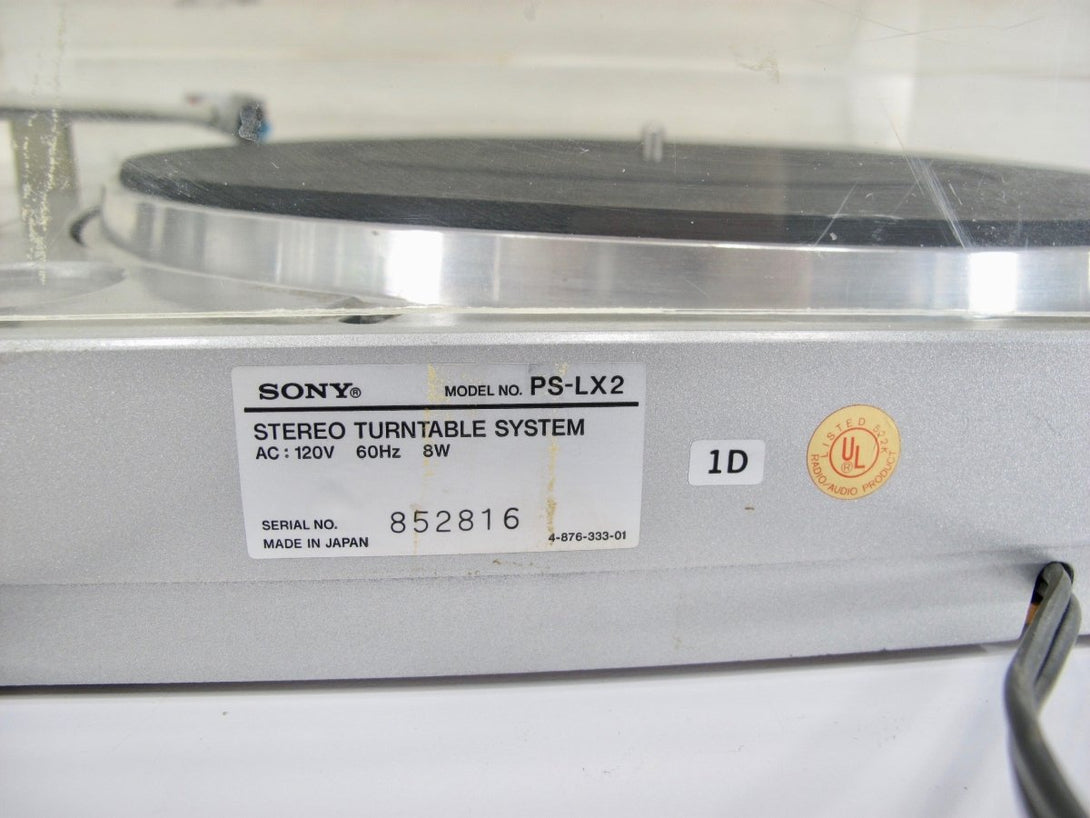 SONY®
MODEL NO. PS-LX2
STEREO TURNTABLE SYSTEM
AC : 120V 60Hz 8W
SERIAL NO. 852816
MADE IN JAPAN
4-876-333-01
1D
LISTED 522K
UL®
RADIO/AUDIO PRODUCT